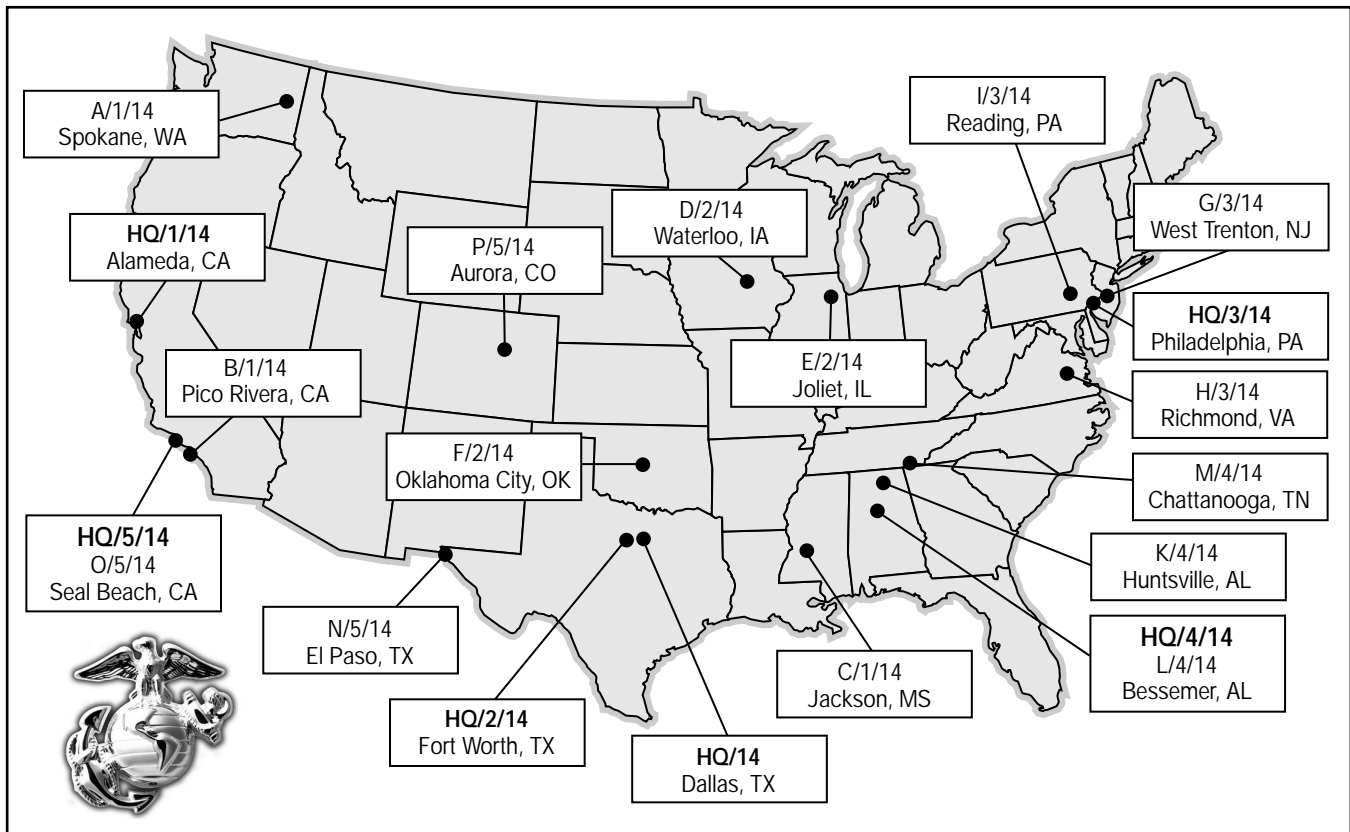 A/1/14
Spokane, WA
I/3/14
Reading, PA
G/3/14
West Trenton, NJ
D/2/14
Waterloo, IA
HQ/1/14
Alameda, CA
P/5/14
Aurora, CO
HQ/3/14
Philadelphia, PA
B/1/14
Pico Rivera, CA
E/2/14
Joliet, IL
H/3/14
Richmond, VA
F/2/14
Oklahoma City, OK
M/4/14
Chattanooga, TN
HQ/5/14
O/5/14
Seal Beach, CA
K/4/14
Huntsville, AL
N/5/14
El Paso, TX
HQ/4/14
L/4/14
Bessemer, AL
C/1/14
Jackson, MS
HQ/2/14
Fort Worth, TX
HQ/14
Dallas, TX